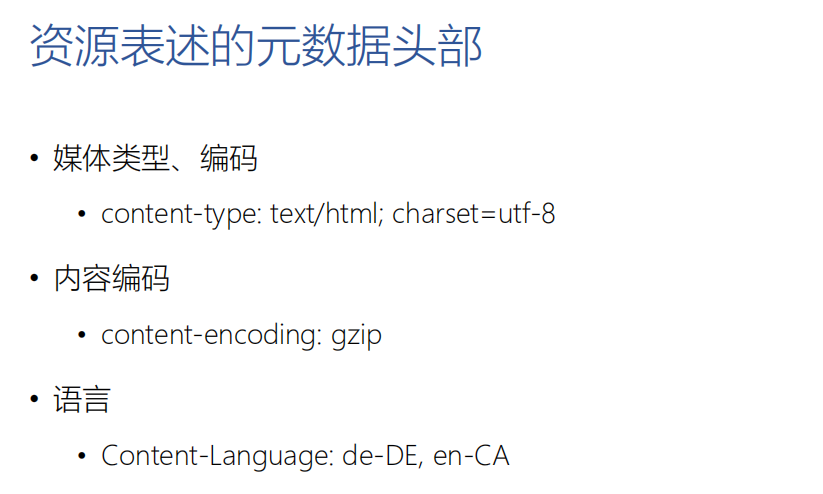 资源表述的元数据头部
• 媒体类型、编码
• content-type: text/html; charset=utf-8
• 内容编码
• content-encoding: gzip
• 语言
• Content-Language: de-DE, en-CA